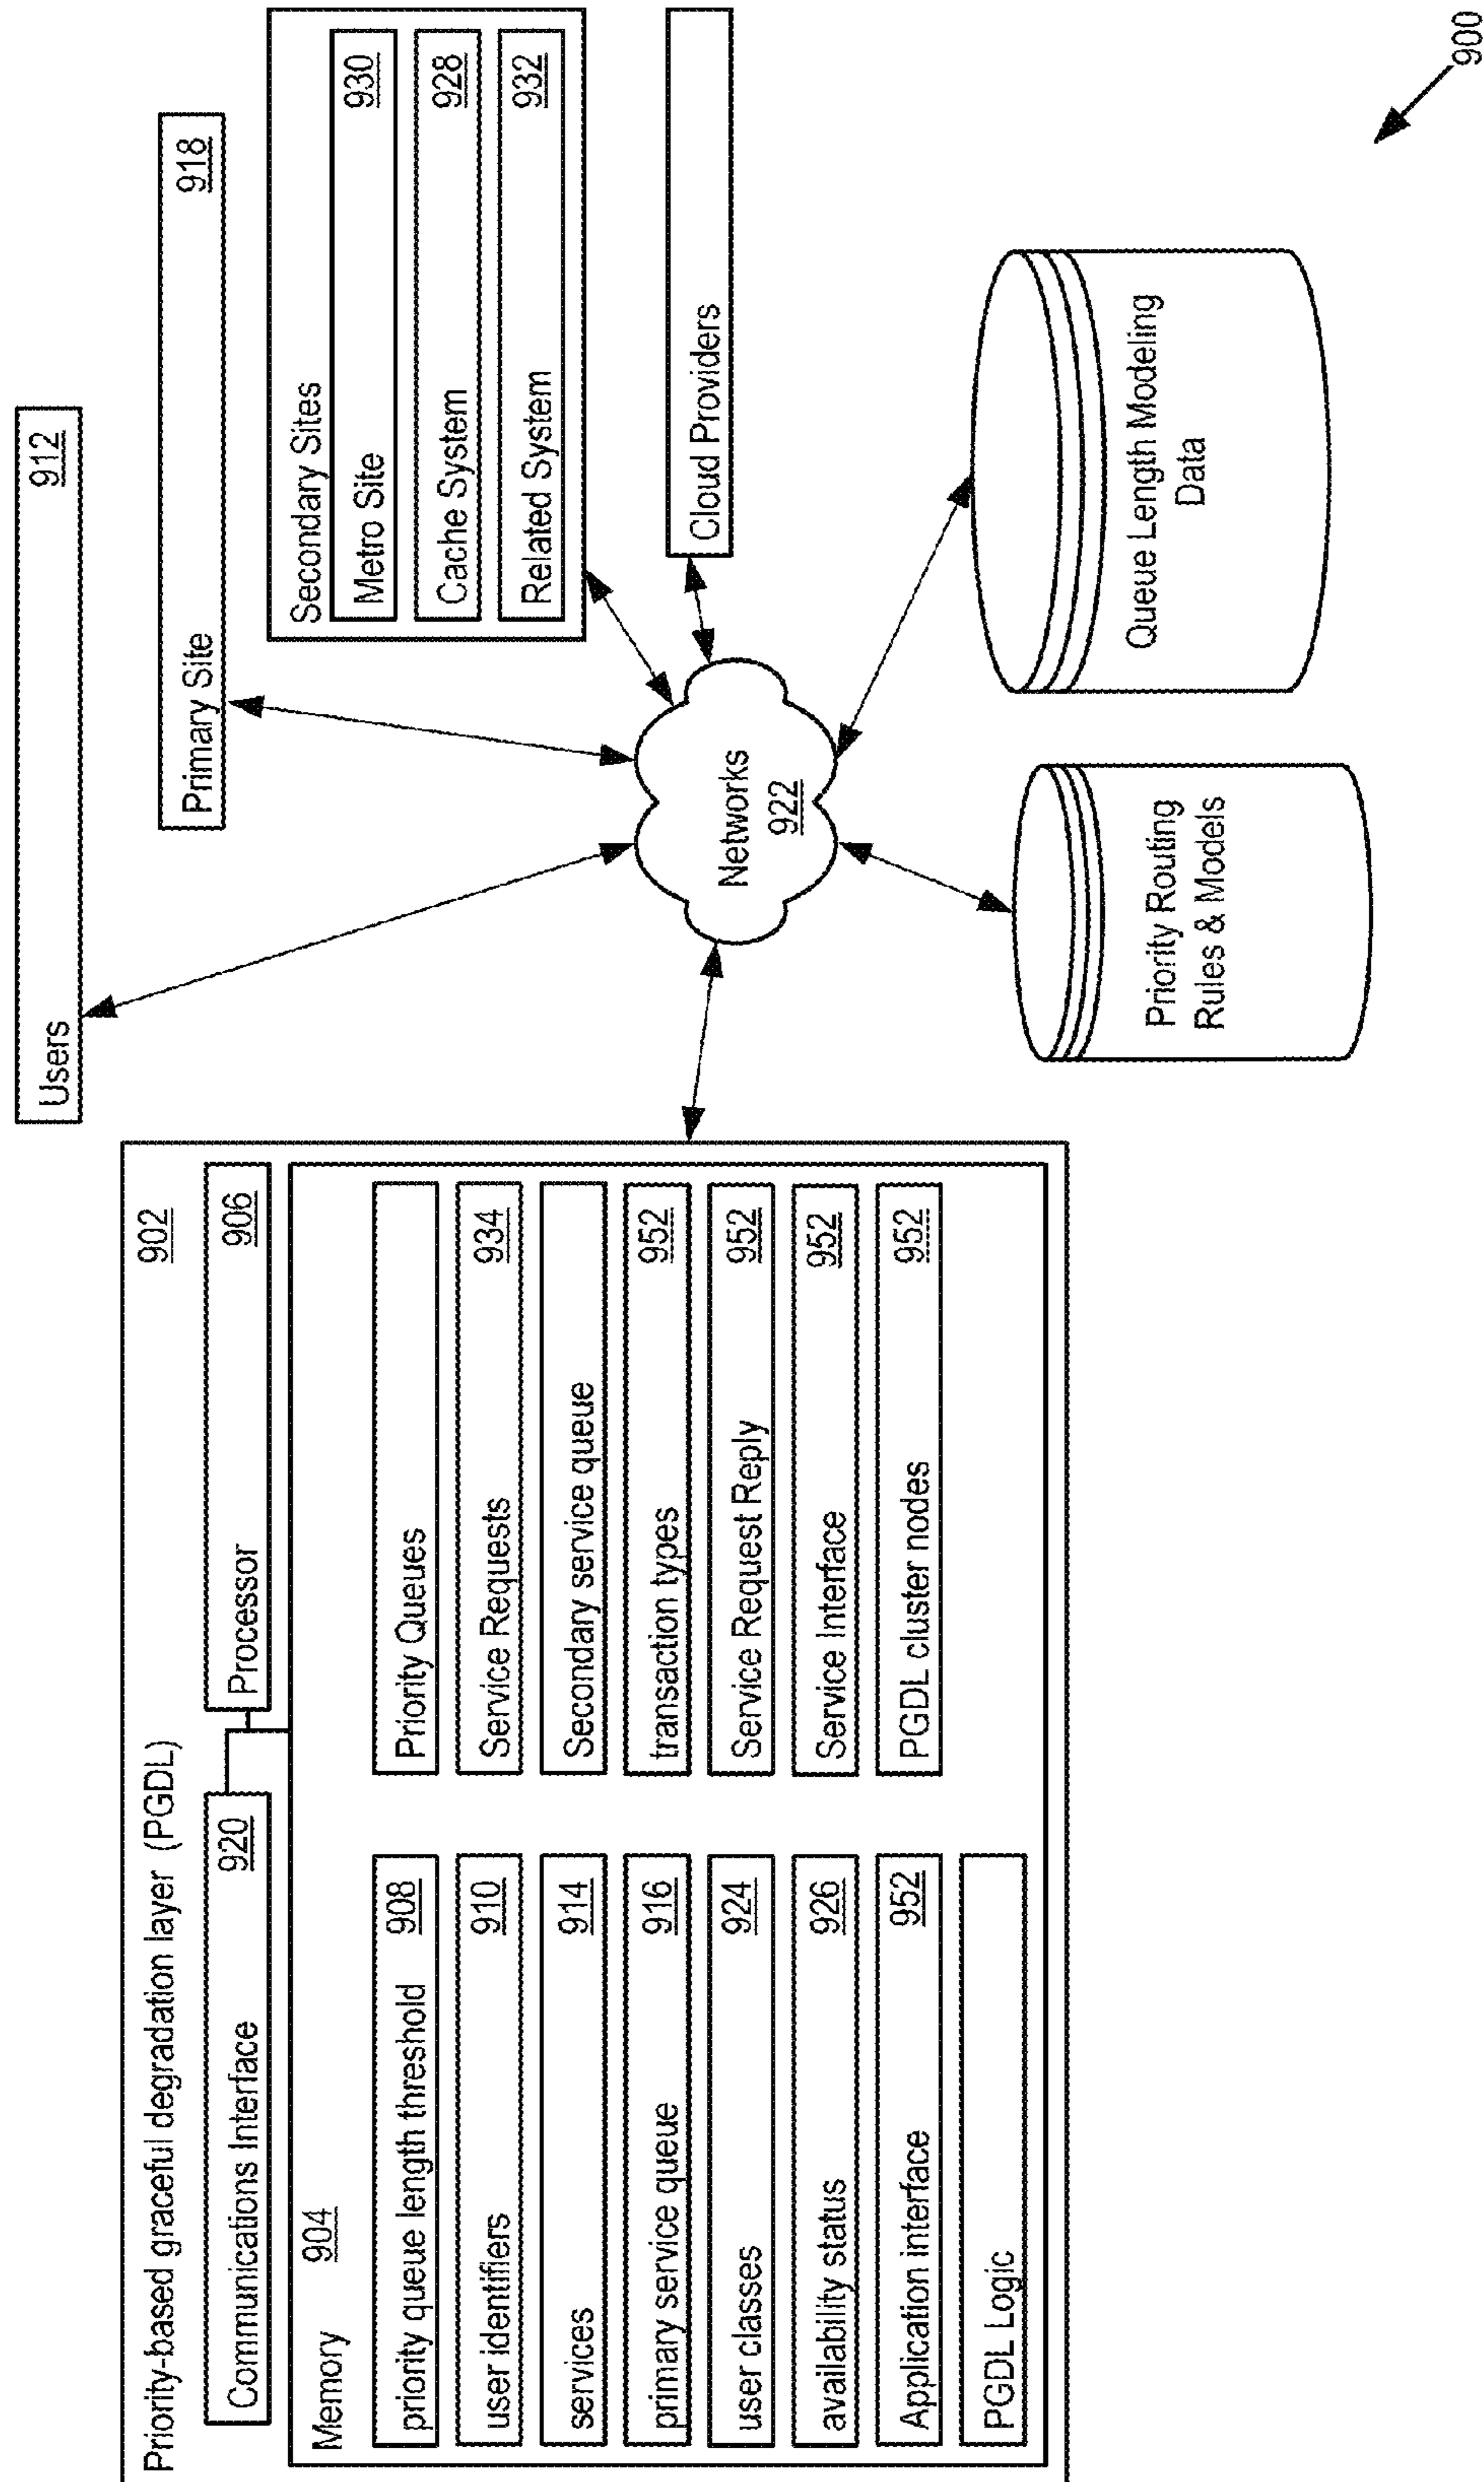 Priority-based graceful degradation layer (PGDL)
902
Communications Interface
920
Processor
906
Memory
904
priority queue length threshold
908
user identifiers
910
services
914
primary service queue
916
user classes
924
availability status
926
Application interface
952
PGDL Logic
Priority Queues
Service Requests
934
Secondary service queue
transaction types
952
Service Request Reply
952
Service Interface
952
PGDL cluster nodes
952
Users
912
Primary Site
918
Secondary Sites
Metro Site
930
Cache System
928
Related System
932
Cloud Providers
Networks
922
Priority Routing
Rules & Models
Queue Length Modeling
Data
900